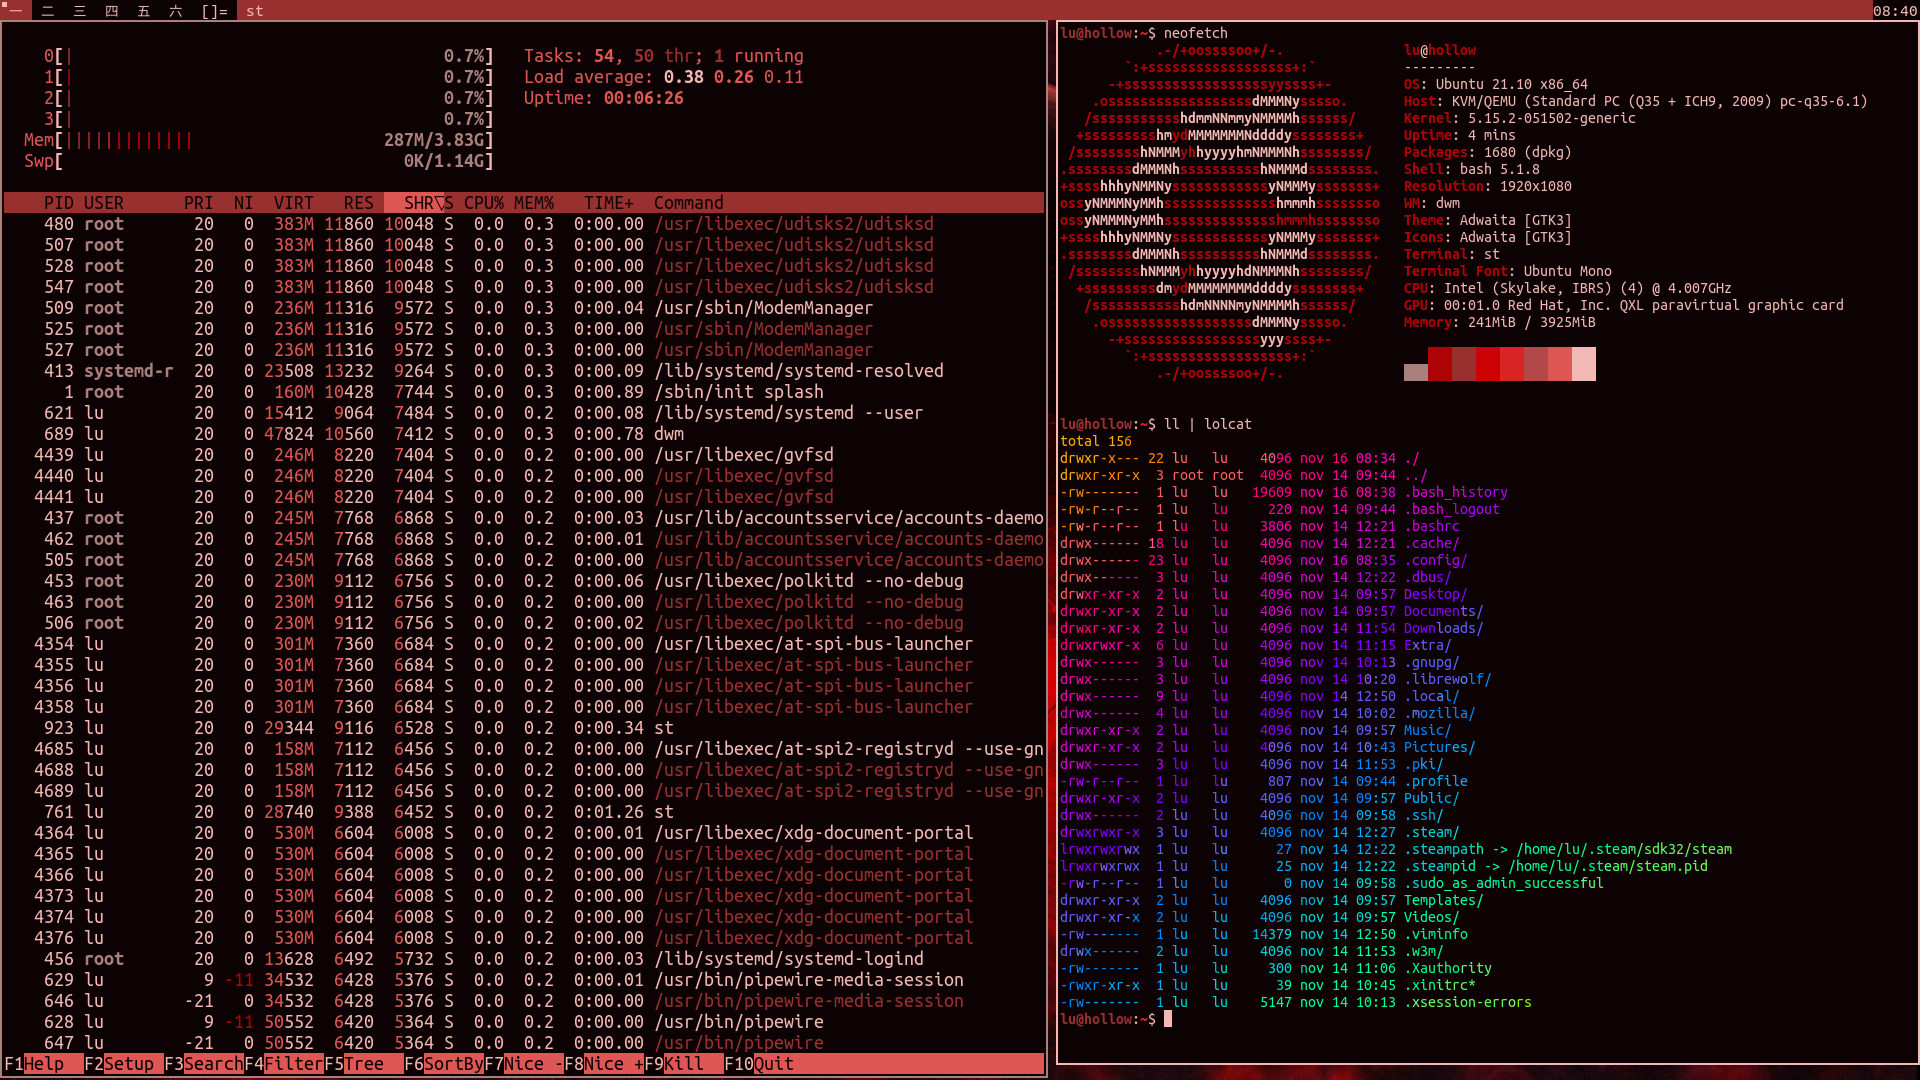 一 二 三 四 五 六 []= st 08:40
0[| 0.7%] Tasks: 54, 50 thr; 1 running
1[| 0.7%] Load average: 0.38 0.26 0.11
2[| 0.7%] Uptime: 00:06:26
3[| 0.7%]
Mem[||||||||||||| 287M/3.83G]
Swp[ 0K/1.14G]
PID USER PRI NI VIRT RES SHR▽S CPU% MEM% TIME+ Command
480 root 20 0 383M 11860 10048 S 0.0 0.3 0:00.00 /usr/libexec/udisks2/udisksd
507 root 20 0 383M 11860 10048 S 0.0 0.3 0:00.00 /usr/libexec/udisks2/udisksd
528 root 20 0 383M 11860 10048 S 0.0 0.3 0:00.00 /usr/libexec/udisks2/udisksd
547 root 20 0 383M 11860 10048 S 0.0 0.3 0:00.00 /usr/libexec/udisks2/udisksd
509 root 20 0 236M 11316 9572 S 0.0 0.3 0:00.04 /usr/sbin/ModemManager
525 root 20 0 236M 11316 9572 S 0.0 0.3 0:00.00 /usr/sbin/ModemManager
527 root 20 0 236M 11316 9572 S 0.0 0.3 0:00.00 /usr/sbin/ModemManager
413 systemd-r 20 0 23508 13232 9264 S 0.0 0.3 0:00.09 /lib/systemd/systemd-resolved
1 root 20 0 160M 10428 7744 S 0.0 0.3 0:00.89 /sbin/init splash
621 lu 20 0 15412 9064 7484 S 0.0 0.2 0:00.08 /lib/systemd/systemd --user
689 lu 20 0 47824 10560 7412 S 0.0 0.3 0:00.78 dwm
4439 lu 20 0 246M 8220 7404 S 0.0 0.2 0:00.00 /usr/libexec/gvfsd
4440 lu 20 0 246M 8220 7404 S 0.0 0.2 0:00.00 /usr/libexec/gvfsd
4441 lu 20 0 246M 8220 7404 S 0.0 0.2 0:00.00 /usr/libexec/gvfsd
437 root 20 0 245M 7768 6868 S 0.0 0.2 0:00.03 /usr/lib/accountsservice/accounts-daemo
462 root 20 0 245M 7768 6868 S 0.0 0.2 0:00.01 /usr/lib/accountsservice/accounts-daemo
505 root 20 0 245M 7768 6868 S 0.0 0.2 0:00.00 /usr/lib/accountsservice/accounts-daemo
453 root 20 0 230M 9112 6756 S 0.0 0.2 0:00.06 /usr/libexec/polkitd --no-debug
463 root 20 0 230M 9112 6756 S 0.0 0.2 0:00.00 /usr/libexec/polkitd --no-debug
506 root 20 0 230M 9112 6756 S 0.0 0.2 0:00.02 /usr/libexec/polkitd --no-debug
4354 lu 20 0 301M 7360 6684 S 0.0 0.2 0:00.00 /usr/libexec/at-spi-bus-launcher
4355 lu 20 0 301M 7360 6684 S 0.0 0.2 0:00.00 /usr/libexec/at-spi-bus-launcher
4356 lu 20 0 301M 7360 6684 S 0.0 0.2 0:00.00 /usr/libexec/at-spi-bus-launcher
4358 lu 20 0 301M 7360 6684 S 0.0 0.2 0:00.00 /usr/libexec/at-spi-bus-launcher
923 lu 20 0 29344 9116 6528 S 0.0 0.2 0:00.34 st
4685 lu 20 0 158M 7112 6456 S 0.0 0.2 0:00.00 /usr/libexec/at-spi2-registryd --use-gn
4688 lu 20 0 158M 7112 6456 S 0.0 0.2 0:00.00 /usr/libexec/at-spi2-registryd --use-gn
4689 lu 20 0 158M 7112 6456 S 0.0 0.2 0:00.00 /usr/libexec/at-spi2-registryd --use-gn
761 lu 20 0 28740 9388 6452 S 0.0 0.2 0:01.26 st
4364 lu 20 0 530M 6604 6008 S 0.0 0.2 0:00.01 /usr/libexec/xdg-document-portal
4365 lu 20 0 530M 6604 6008 S 0.0 0.2 0:00.00 /usr/libexec/xdg-document-portal
4366 lu 20 0 530M 6604 6008 S 0.0 0.2 0:00.00 /usr/libexec/xdg-document-portal
4373 lu 20 0 530M 6604 6008 S 0.0 0.2 0:00.00 /usr/libexec/xdg-document-portal
4374 lu 20 0 530M 6604 6008 S 0.0 0.2 0:00.00 /usr/libexec/xdg-document-portal
4376 lu 20 0 530M 6604 6008 S 0.0 0.2 0:00.00 /usr/libexec/xdg-document-portal
456 root 20 0 13628 6492 5732 S 0.0 0.2 0:00.03 /lib/systemd/systemd-logind
629 lu 9 -11 34532 6428 5376 S 0.0 0.2 0:00.01 /usr/bin/pipewire-media-session
646 lu -21 0 34532 6428 5376 S 0.0 0.2 0:00.00 /usr/bin/pipewire-media-session
628 lu 9 -11 50552 6420 5364 S 0.0 0.2 0:00.00 /usr/bin/pipewire
647 lu -21 0 50552 6420 5364 S 0.0 0.2 0:00.00 /usr/bin/pipewire
F1Help F2Setup F3SearchF4FilterF5Tree F6SortByF7Nice -F8Nice +F9Kill F10Quit
lu@hollow:~$ neofetch
.-/+oossssoo+/-.
`:+ssssssssssssssssss+:`
-+ssssssssssssssssssyyssss+-
.ossssssssssssssssssdMMMNysssso.
/ssssssssssshdmmNNmmyNMMMMhssssss/
+ssssssssshmydMMMMMMMNddddyssssssss+
/sssssssshNMMMyhhyyyyhmNMMMNhssssssss/
.ssssssssdMMMNhsssssssssshNMMMdssssssss.
+sssshhhyNMMNyssssssssssssyNMMMysssssss+
ossyNMMMNyMMhsssssssssssssshmmmhssssssso
ossyNMMMNyMMhsssssssssssssshmmmhssssssso
+sssshhhyNMMNyssssssssssssyNMMMysssssss+
.ssssssssdMMMNhsssssssssshNMMMdssssssss.
/sssssssshNMMMyhhyyyyhdNMMMNhssssssss/
+sssssssssdmydMMMMMMMMddddyssssssss+
/ssssssssssshdmNNNNmyNMMMMhssssss/
.ossssssssssssssssssdMMMNysssso.
-+sssssssssssssssssyyyssss+-
`:+ssssssssssssssssss+:`
.-/+oossssoo+/-.
lu@hollow
---------
OS: Ubuntu 21.10 x86_64
Host: KVM/QEMU (Standard PC (Q35 + ICH9, 2009) pc-q35-6.1)
Kernel: 5.15.2-051502-generic
Uptime: 4 mins
Packages: 1680 (dpkg)
Shell: bash 5.1.8
Resolution: 1920x1080
WM: dwm
Theme: Adwaita [GTK3]
Icons: Adwaita [GTK3]
Terminal: st
Terminal Font: Ubuntu Mono
CPU: Intel (Skylake, IBRS) (4) @ 4.007GHz
GPU: 00:01.0 Red Hat, Inc. QXL paravirtual graphic card
Memory: 241MiB / 3925MiB
lu@hollow:~$ ll | lolcat
total 156
drwxr-x--- 22 lu lu 4096 nov 16 08:34 ./
drwxr-xr-x 3 root root 4096 nov 14 09:44 ../
-rw------- 1 lu lu 19609 nov 16 08:38 .bash_history
-rw-r--r-- 1 lu lu 220 nov 14 09:44 .bash_logout
-rw-r--r-- 1 lu lu 3806 nov 14 12:21 .bashrc
drwx------ 18 lu lu 4096 nov 14 12:21 .cache/
drwx------ 23 lu lu 4096 nov 16 08:35 .config/
drwx------ 3 lu lu 4096 nov 14 12:22 .dbus/
drwxr-xr-x 2 lu lu 4096 nov 14 09:57 Desktop/
drwxr-xr-x 2 lu lu 4096 nov 14 09:57 Documents/
drwxr-xr-x 2 lu lu 4096 nov 14 11:54 Downloads/
drwxrwxr-x 6 lu lu 4096 nov 14 11:15 Extra/
drwx------ 3 lu lu 4096 nov 14 10:13 .gnupg/
drwx------ 3 lu lu 4096 nov 14 10:20 .librewolf/
drwx------ 9 lu lu 4096 nov 14 12:50 .local/
drwx------ 4 lu lu 4096 nov 14 10:02 .mozilla/
drwxr-xr-x 2 lu lu 4096 nov 14 09:57 Music/
drwxr-xr-x 2 lu lu 4096 nov 14 10:43 Pictures/
drwx------ 3 lu lu 4096 nov 14 11:53 .pki/
-rw-r--r-- 1 lu lu 807 nov 14 09:44 .profile
drwxr-xr-x 2 lu lu 4096 nov 14 09:57 Public/
drwx------ 2 lu lu 4096 nov 14 09:58 .ssh/
drwxrwxr-x 3 lu lu 4096 nov 14 12:27 .steam/
lrwxrwxrwx 1 lu lu 27 nov 14 12:22 .steampath -> /home/lu/.steam/sdk32/steam
lrwxrwxrwx 1 lu lu 25 nov 14 12:22 .steampid -> /home/lu/.steam/steam.pid
-rw-r--r-- 1 lu lu 0 nov 14 09:58 .sudo_as_admin_successful
drwxr-xr-x 2 lu lu 4096 nov 14 09:57 Templates/
drwxr-xr-x 2 lu lu 4096 nov 14 09:57 Videos/
-rw------- 1 lu lu 14379 nov 14 12:50 .viminfo
drwx------ 2 lu lu 4096 nov 14 11:53 .w3m/
-rw------- 1 lu lu 300 nov 14 11:06 .Xauthority
-rwxr-xr-x 1 lu lu 39 nov 14 10:45 .xinitrc*
-rw------- 1 lu lu 5147 nov 14 10:13 .xsession-errors
lu@hollow:~$